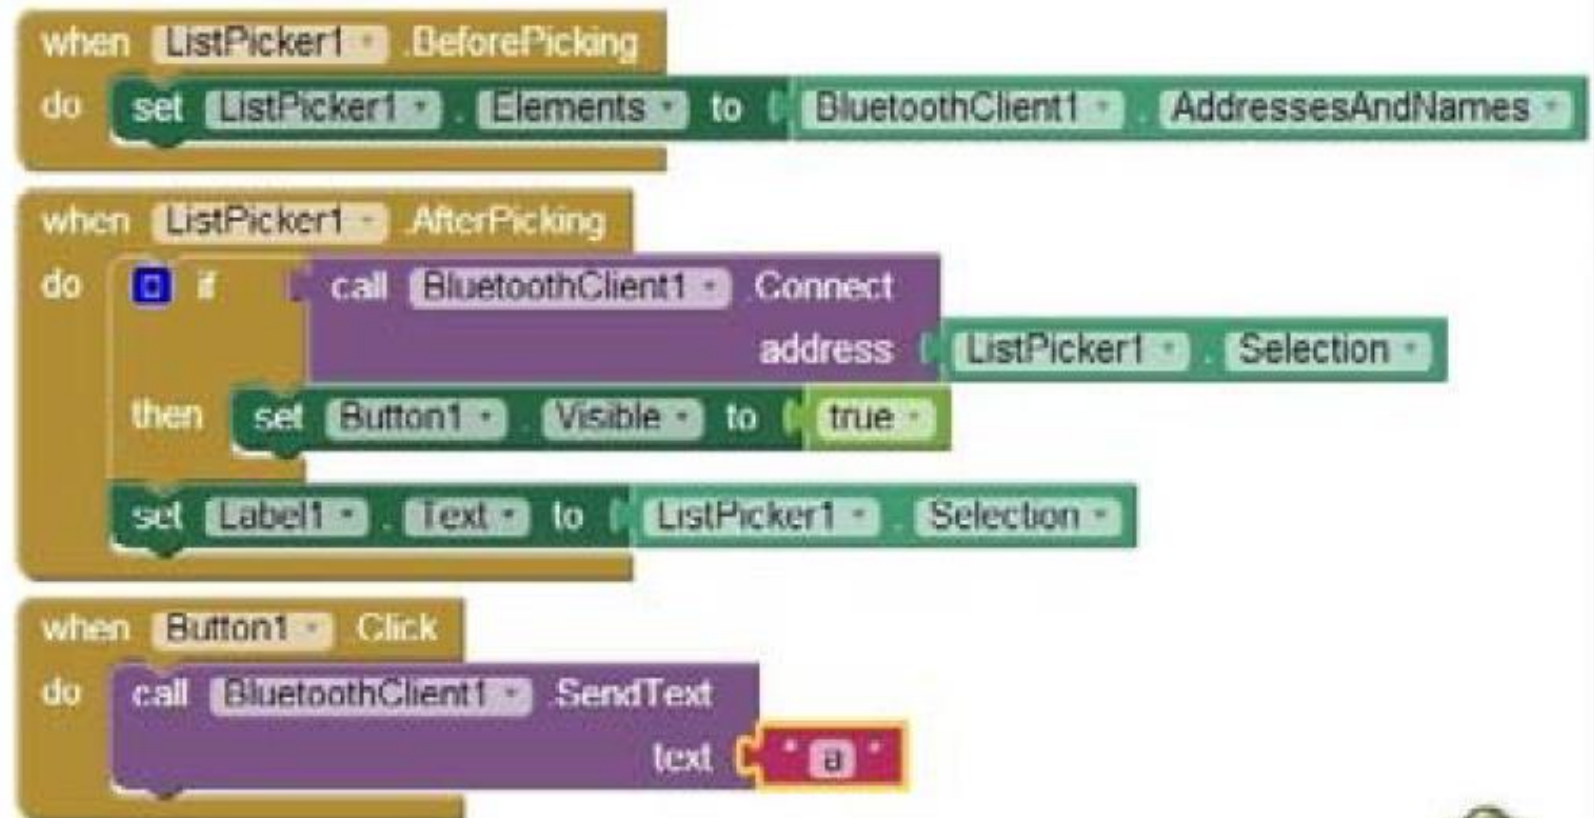 when ListPicker1 .BeforePicking
do set ListPicker1 . Elements to BluetoothClient1 . AddressesAndNames
when ListPicker1 .AfterPicking
do if call BluetoothClient1 .Connect
address ListPicker1 . Selection
then set Button1 . Visible to true
set Label1 . Text to ListPicker1 . Selection
when Button1 .Click
do call BluetoothClient1 .SendText
text " a "